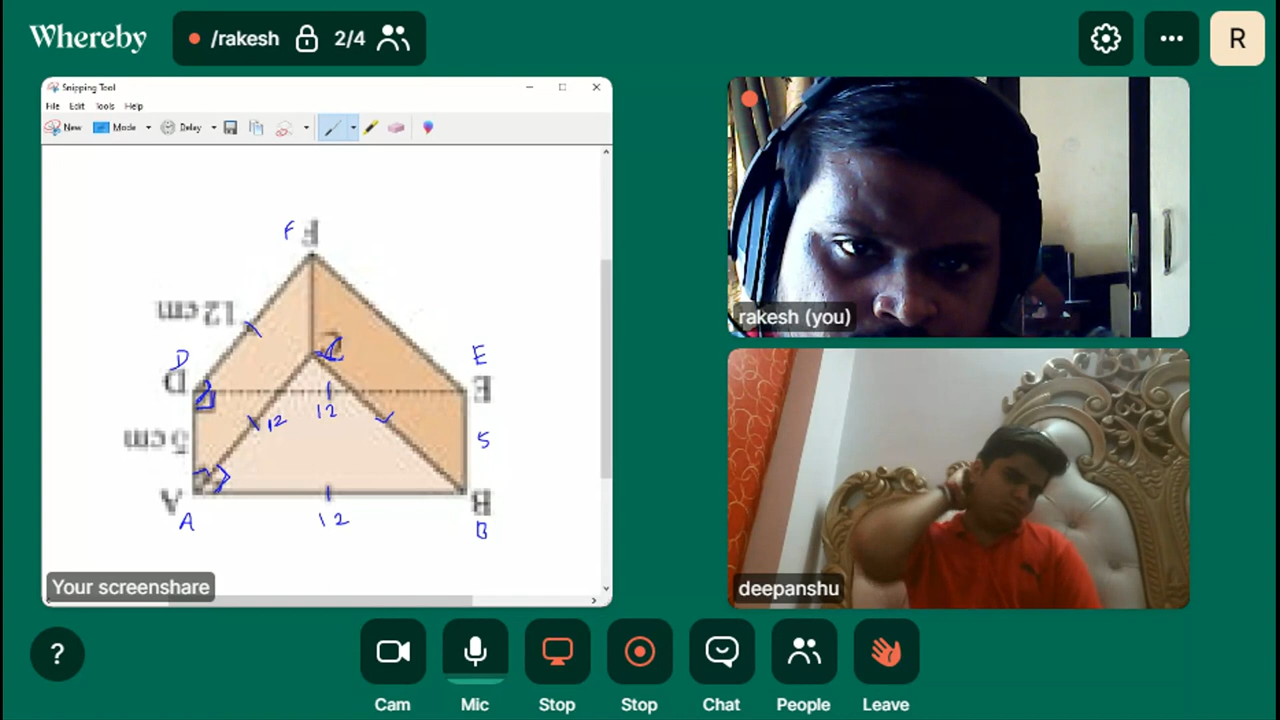 Whereby
/rakesh 2/4
R
Snipping Tool
File Edit Tools Help
New Mode Delay
F F
12 cm
D
D
E
E
12
12
5 cm
5
A
B
A
12
B
Your screenshare
rakesh (you)
deepanshu
?
Cam Mic Stop Stop Chat People Leave